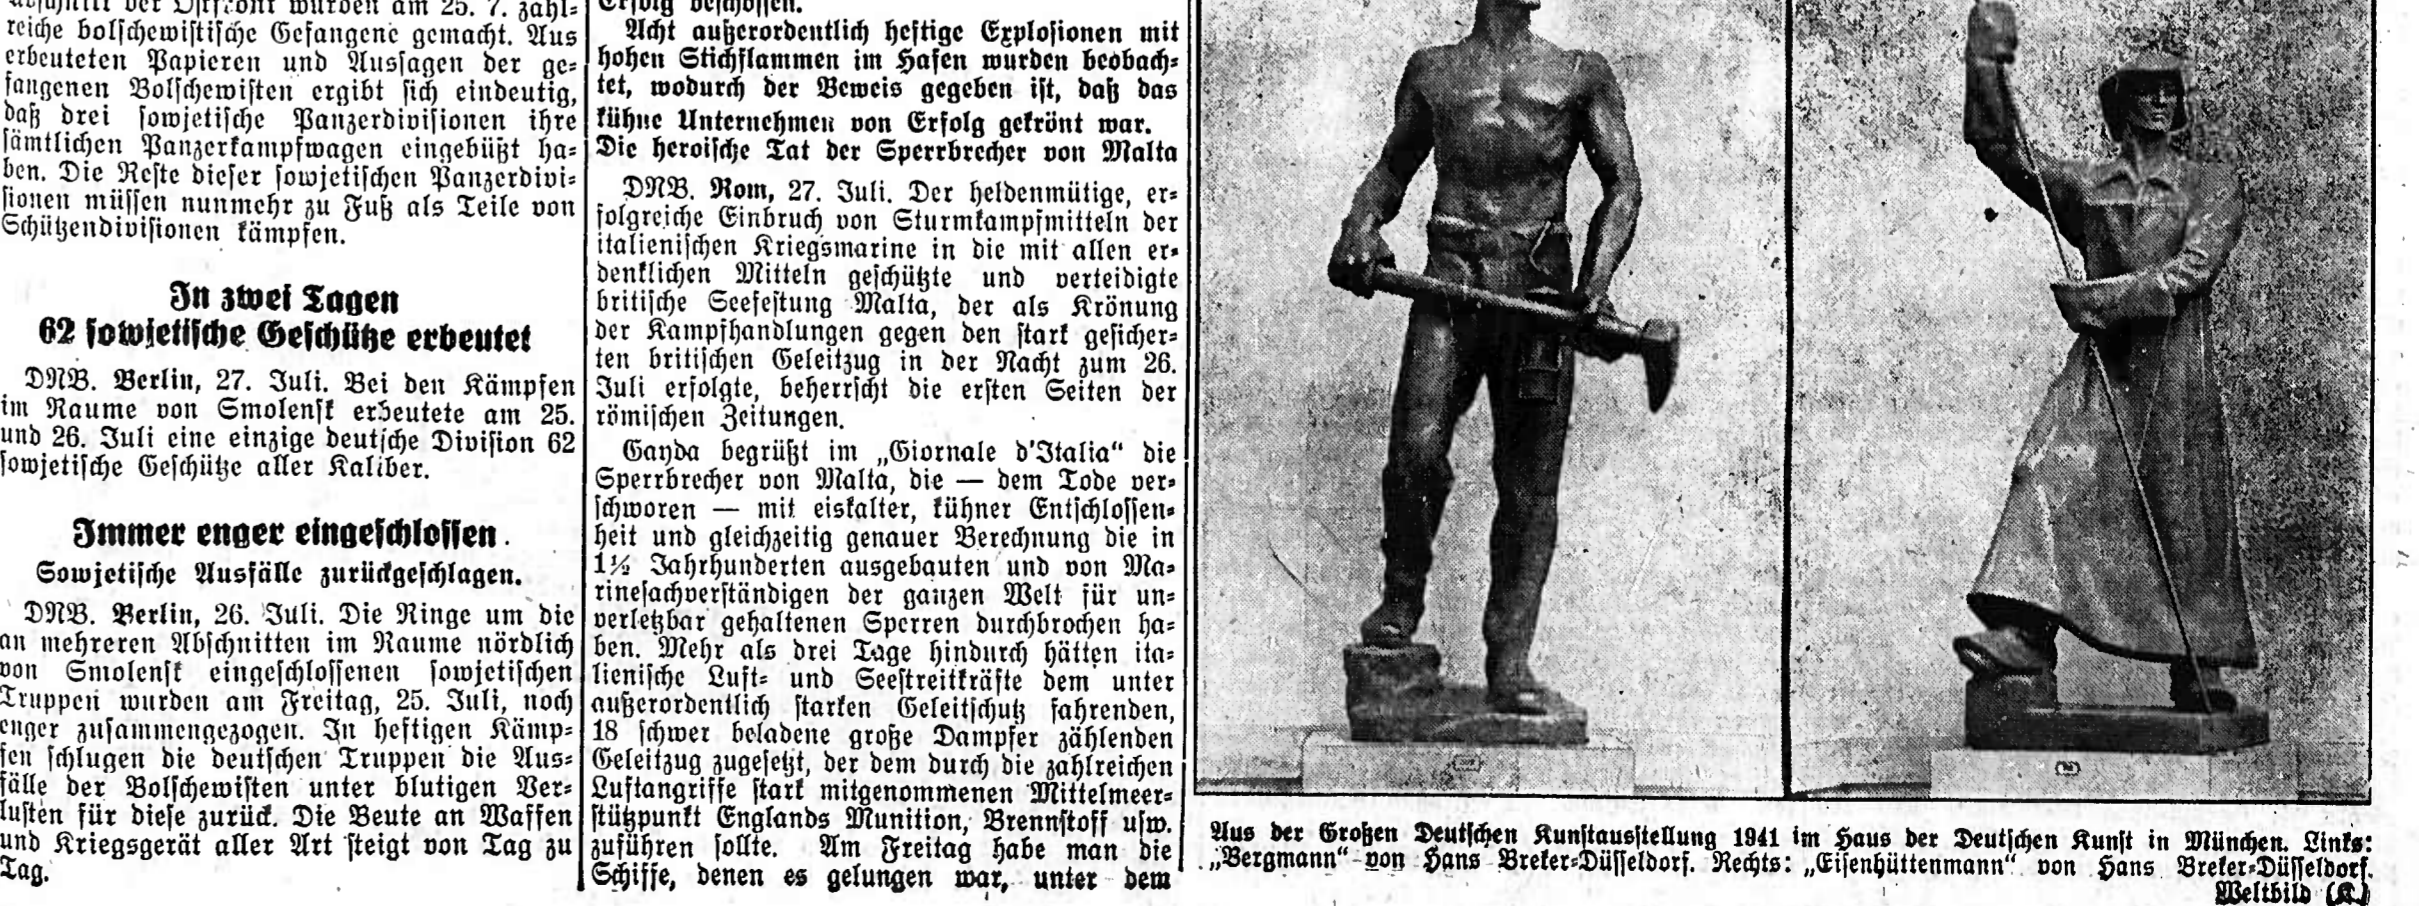 Abschnitt der Ostfront wurden am 25. 7. zahl-
reiche bolschewistische Gefangene gemacht. Aus
erbeuteten Papieren und Aussagen der ge-
fangenen Bolschewisten ergibt sich eindeutig,
daß drei sowjetische Panzerdivisionen ihre
sämtlichen Panzerkampfwagen eingebüßt ha-
ben. Die Reste dieser sowjetischen Panzerdivi-
sionen müssen nunmehr zu Fuß als Teile von
Schützendivisionen kämpfen.
In zwei Tagen
62 sowjetische Geschütze erbeutet
DNB. Berlin, 27. Juli. Bei den Kämpfen
im Raume von Smolensk erbeutete am 25.
und 26. Juli eine einzige deutsche Division 62
sowjetische Geschütze aller Kaliber.
Immer enger eingeschlossen.
Sowjetische Ausfälle zurückgeschlagen.
DNB. Berlin, 26. Juli. Die Ringe um die
an mehreren Abschnitten im Raume nördlich
von Smolensk eingeschlossenen sowjetischen
Truppen wurden am Freitag, 25. Juli, noch
enger zusammengezogen. In heftigen Kämp-
fen schlugen die deutschen Truppen die Aus-
fälle der Bolschewisten unter blutigen Ver-
lusten für diese zurück. Die Beute an Waffen
und Kriegsgerät aller Art steigt von Tag zu
Tag.
Erfolg beschossen.
Acht außerordentlich heftige Explosionen mit
hohen Stichflammen im Hafen wurden beobach-
tet, wodurch der Beweis gegeben ist, daß das
kühne Unternehmen von Erfolg gekrönt war.
Die heroische Tat der Sperrbrecher von Malta
DNB. Rom, 27. Juli. Der heldenmütige, er-
folgreiche Einbruch von Sturmkampfmitteln der
italienischen Kriegsmarine in die mit allen er-
denklichen Mitteln geschützte und verteidigte
britische Seefestung Malta, der als Krönung
der Kampfhandlungen gegen den stark gesicher-
ten britischen Geleitzug in der Nacht zum 26.
Juli erfolgte, beherrscht die ersten Seiten der
römischen Zeitungen.
Gayda begrüßt im „Giornale d'Italia“ die
Sperrbrecher von Malta, die — dem Tode ver-
schworen — mit eiskalter, kühner Entschlossen-
heit und gleichzeitig genauer Berechnung die in
1½ Jahrhunderten ausgebauten und von Ma-
rinesachverständigen der ganzen Welt für un-
verletzbar gehaltenen Sperren durchbrochen ha-
ben. Mehr als drei Tage hindurch hätten ita-
lienische Luft- und Seestreitkräfte dem unter
außerordentlich starken Geleitschutz fahrenden,
18 schwer beladene große Dampfer zählenden
Geleitzug zugesetzt, der dem durch die zahlreichen
Luftangriffe stark mitgenommenen Mittelmeer-
stützpunkt Englands Munition, Brennstoff usw.
zuführen sollte. Am Freitag habe man die
Schiffe, denen es gelungen war, unter dem
Aus der Großen Deutschen Kunstausstellung 1941 im Haus der Deutschen Kunst in München. Links:
„Bergmann“ von Hans Breker-Düsseldorf. Rechts: „Eisenhüttenmann“ von Hans Breker-Düsseldorf.
Weltbild (K.)